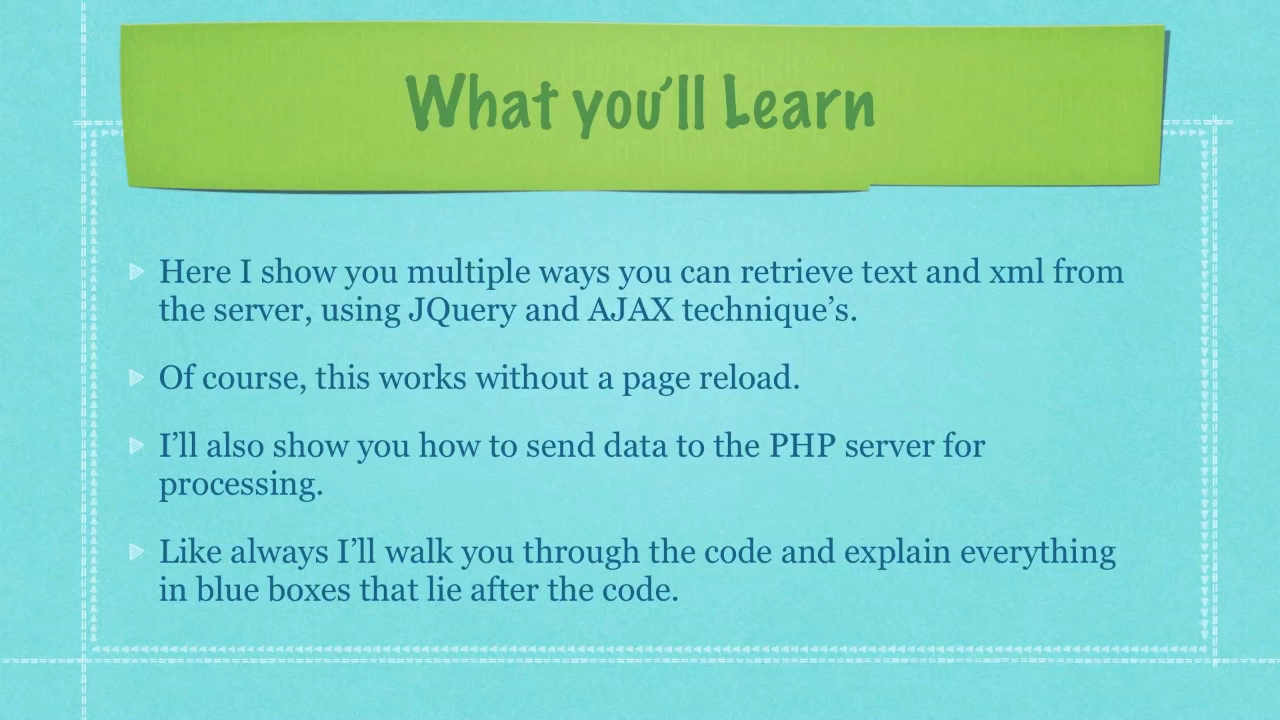 What you'll Learn
Here I show you multiple ways you can retrieve text and xml from
the server, using JQuery and AJAX technique’s.
Of course, this works without a page reload.
I’ll also show you how to send data to the PHP server for
processing.
Like always I’ll walk you through the code and explain everything
in blue boxes that lie after the code.